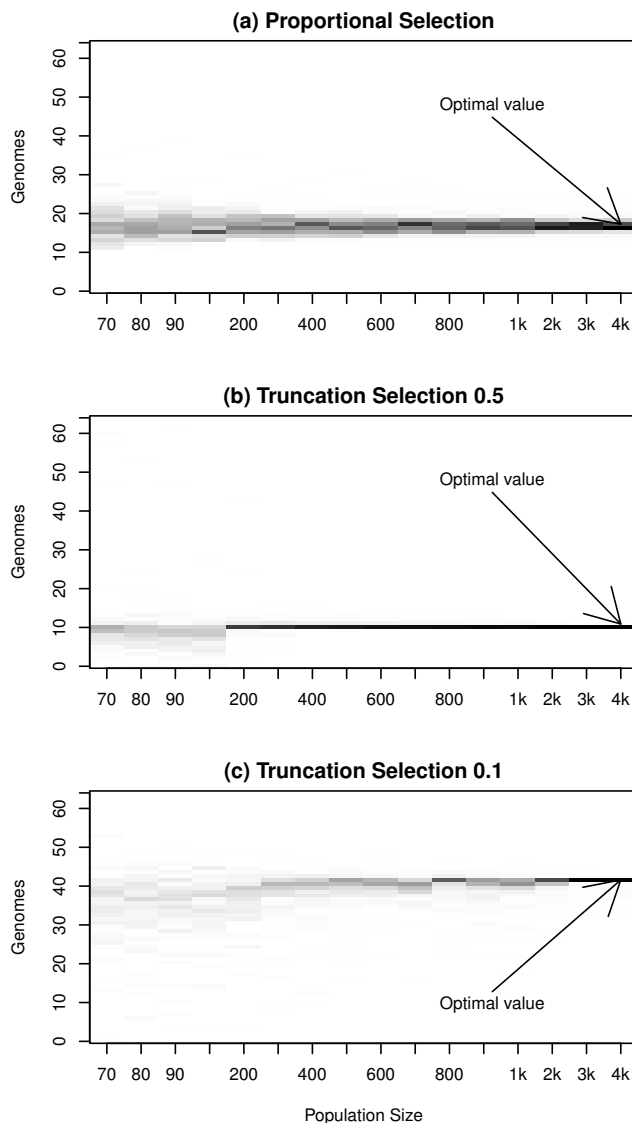 (a) Proportional Selection
Genomes
60
50
40
30
20
10
0
Optimal value
70 80 90 200 400 600 800 1k 2k 3k 4k
(b) Truncation Selection 0.5
Genomes
60
50
40
30
20
10
0
Optimal value
70 80 90 200 400 600 800 1k 2k 3k 4k
(c) Truncation Selection 0.1
Genomes
60
50
40
30
20
10
0
Optimal value
70 80 90 200 400 600 800 1k 2k 3k 4k
Population Size